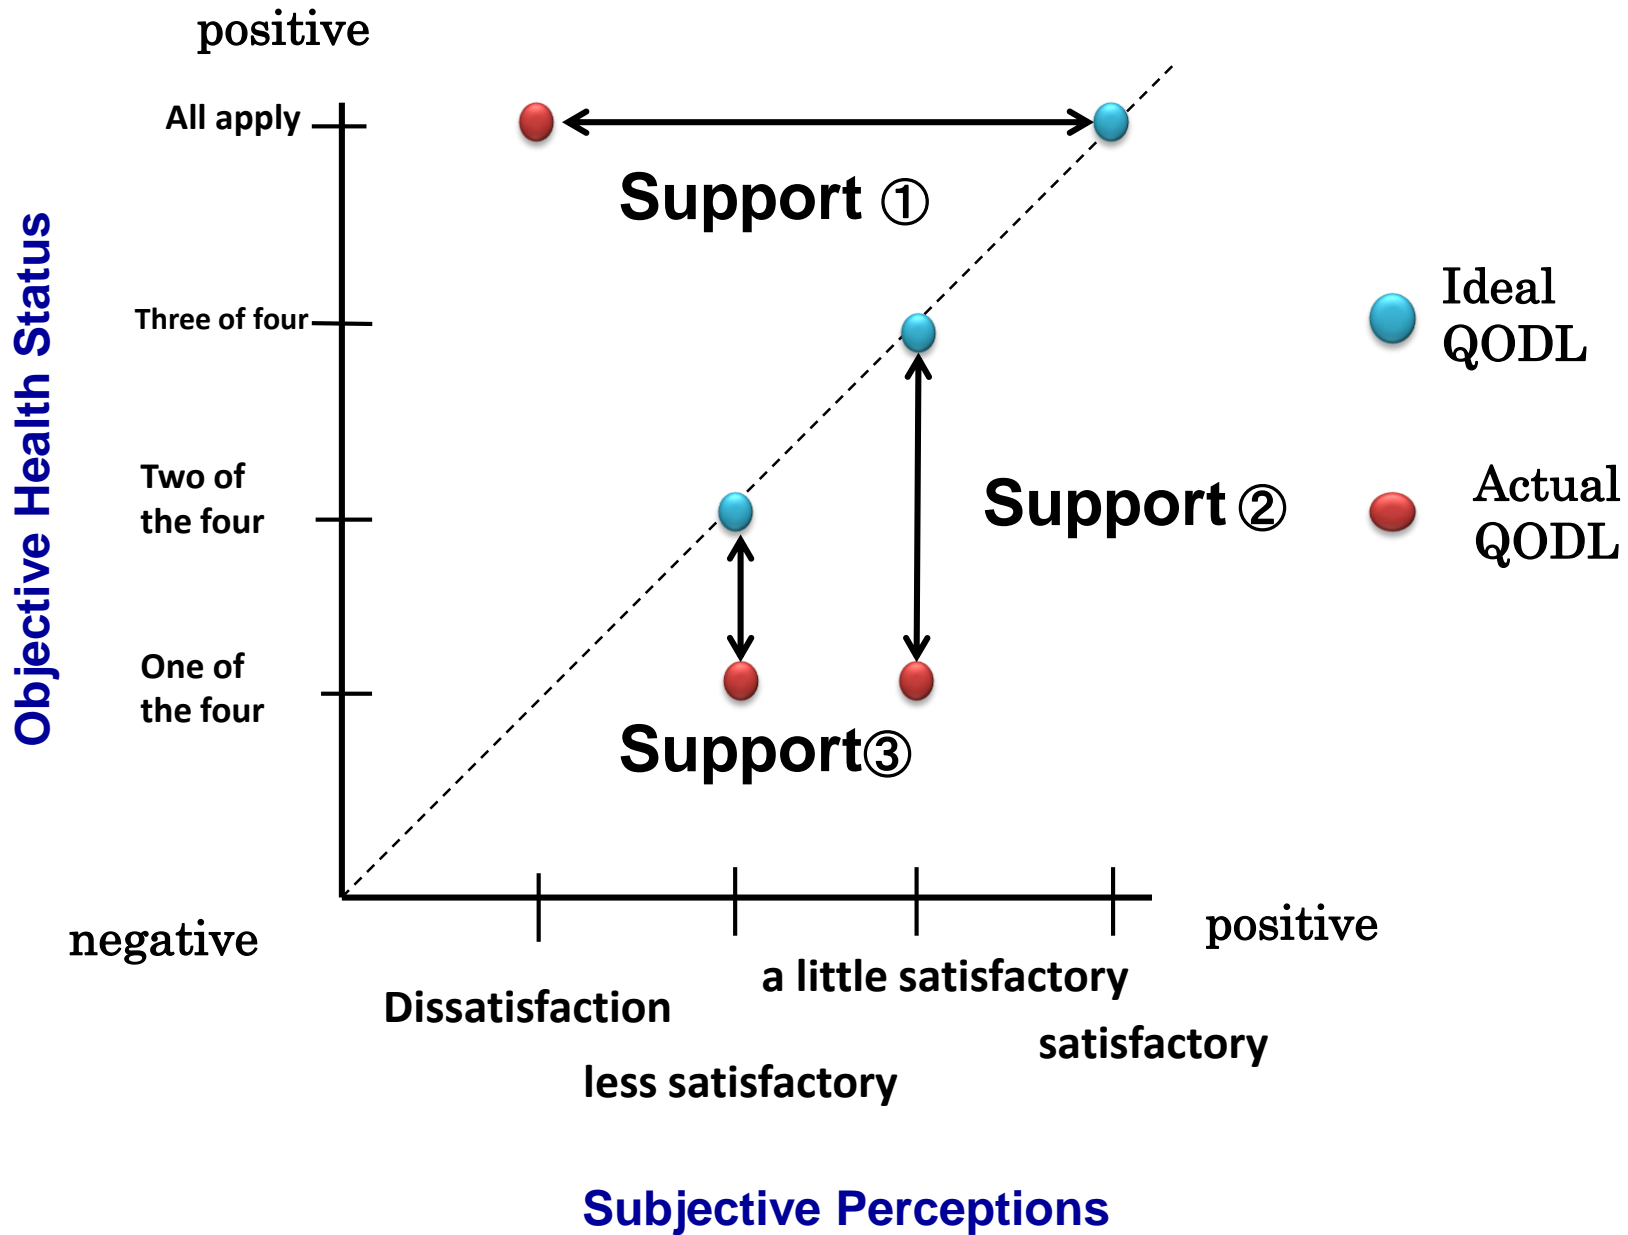 positive
All apply
Support ①
Objective Health Status
Three of four
Ideal
QODL
Two of
the four
Support ②
Actual
QODL
One of
the four
Support③
negative
positive
a little satisfactory
Dissatisfaction
satisfactory
less satisfactory
Subjective Perceptions